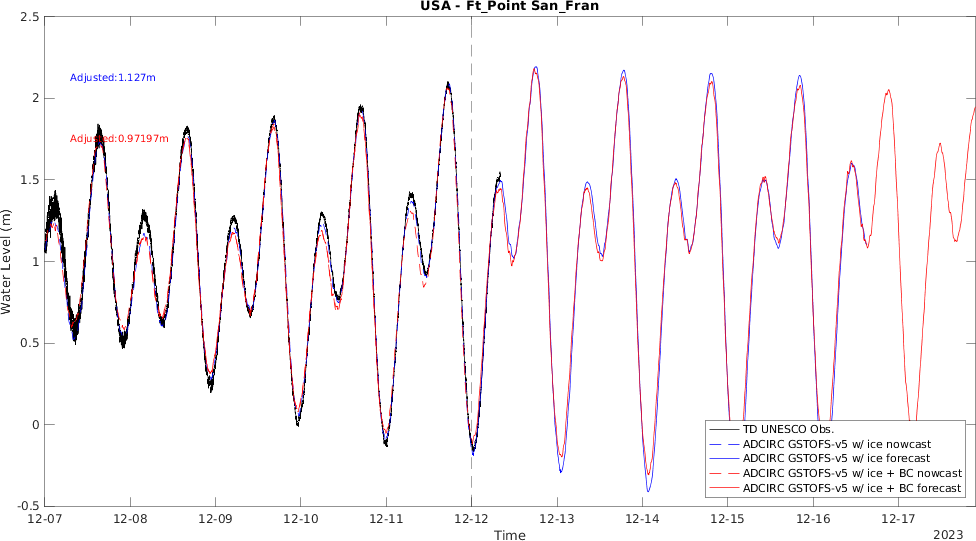 USA - Ft_Point San_Fran
2.5
2
1.5
1
0.5
0
-0.5
Water Level (m)
Adjusted:1.127m
Adjusted:0.97197m
TD UNESCO Obs.
ADCIRC GSTOFS-v5 w/ ice nowcast
ADCIRC GSTOFS-v5 w/ ice forecast
ADCIRC GSTOFS-v5 w/ ice + BC nowcast
ADCIRC GSTOFS-v5 w/ ice + BC forecast
12-07 12-08 12-09 12-10 12-11 12-12 12-13 12-14 12-15 12-16 12-17
Time
2023